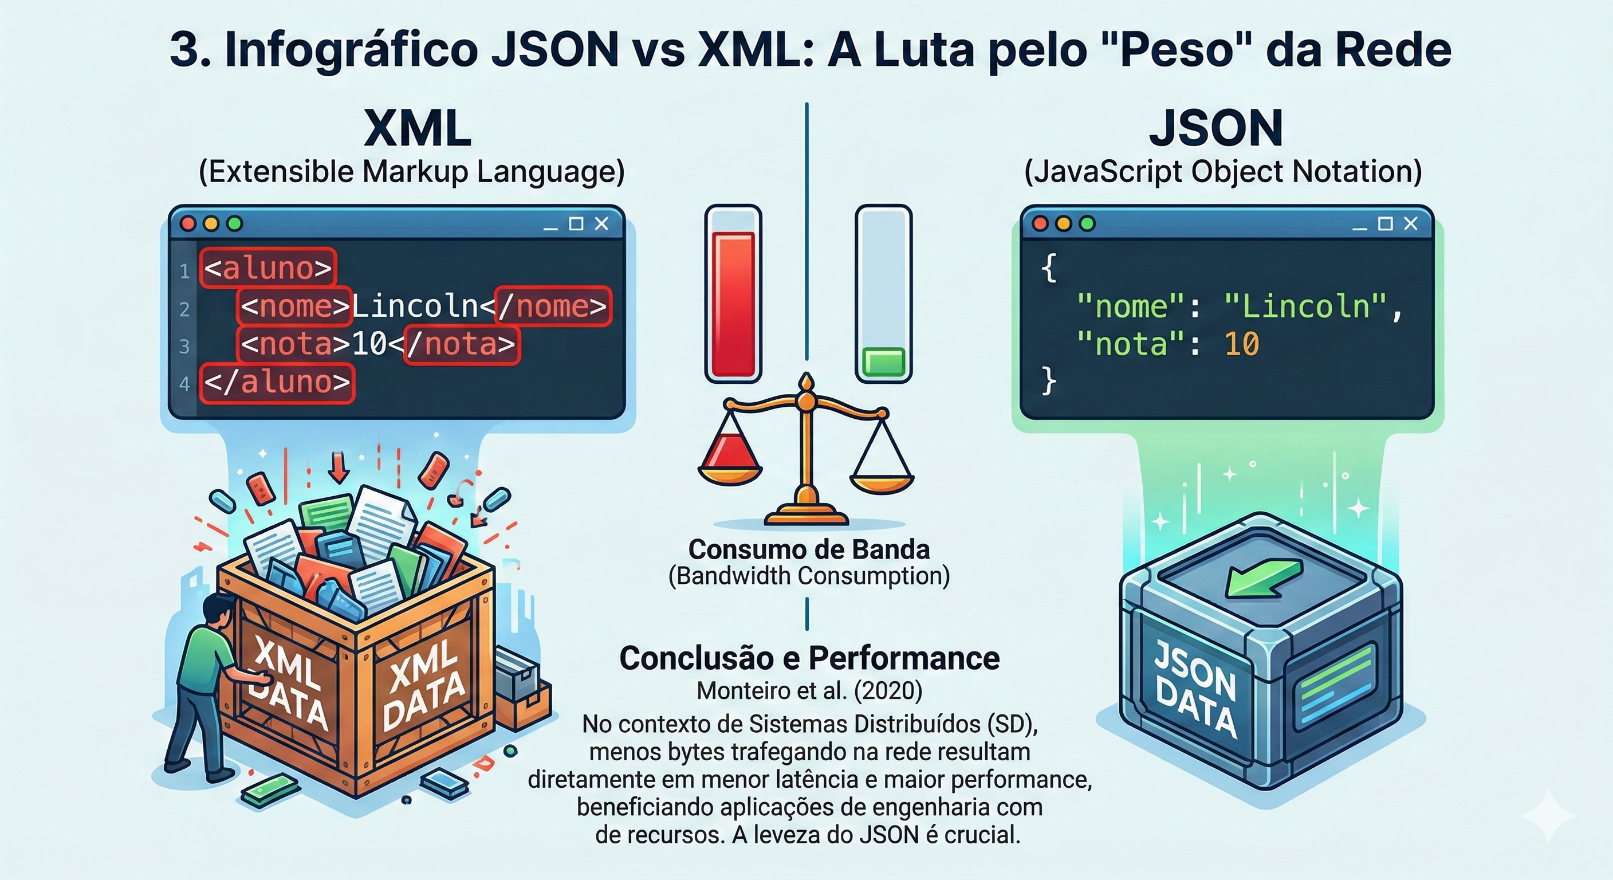 3. Infográfico JSON vs XML: A Luta pelo "Peso" da Rede
XML
(Extensible Markup Language)
1 <aluno>
2 <nome>Lincoln</nome>
3 <nota>10</nota>
4 </aluno>
XML DATA
XML DATA
Consumo de Banda
(Bandwidth Consumption)
Conclusão e Performance
Monteiro et al. (2020)
No contexto de Sistemas Distribuídos (SD),
menos bytes trafegando na rede resultam
diretamente em menor latência e maior performance,
beneficiando aplicações de engenharia com
de recursos. A leveza do JSON é crucial.
JSON
(JavaScript Object Notation)
{
"nome": "Lincoln",
"nota": 10
}
JSON
DATA